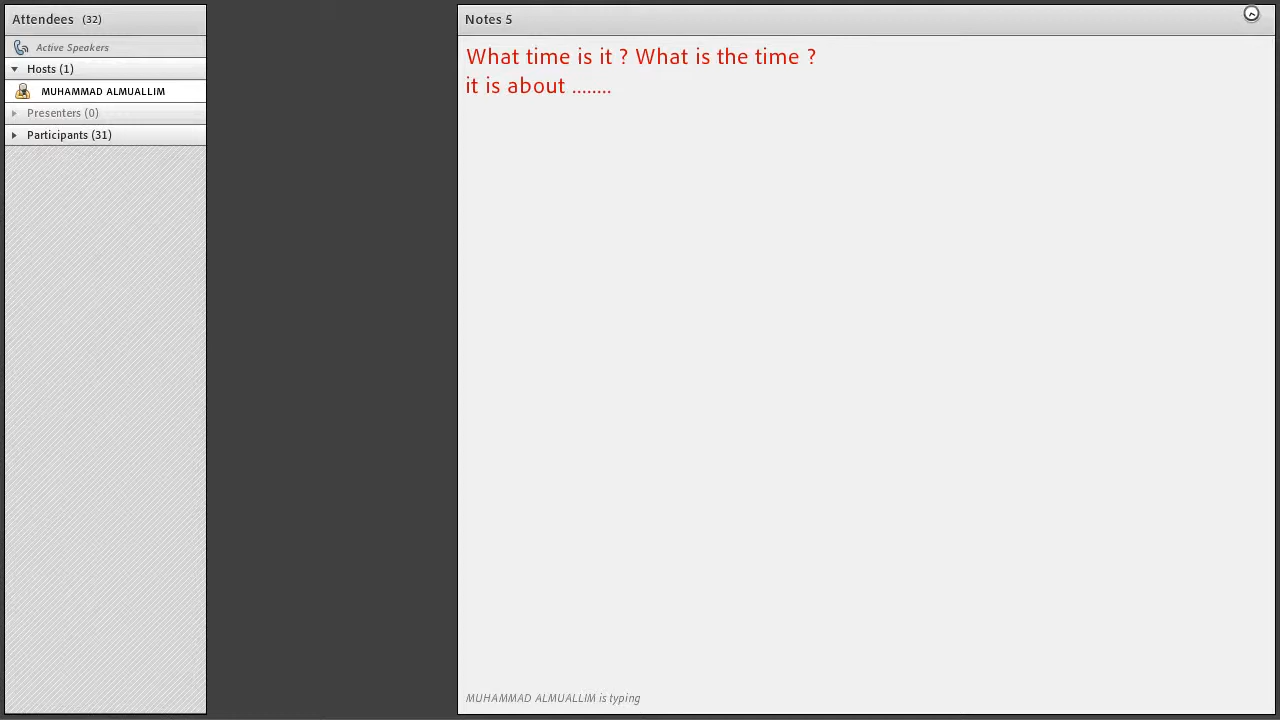 Attendees (32)
Active Speakers
Hosts (1)
MUHAMMAD ALMUALLIM
Presenters (0)
Participants (31)
Notes 5
What time is it ? What is the time ?
it is about ........
MUHAMMAD ALMUALLIM is typing